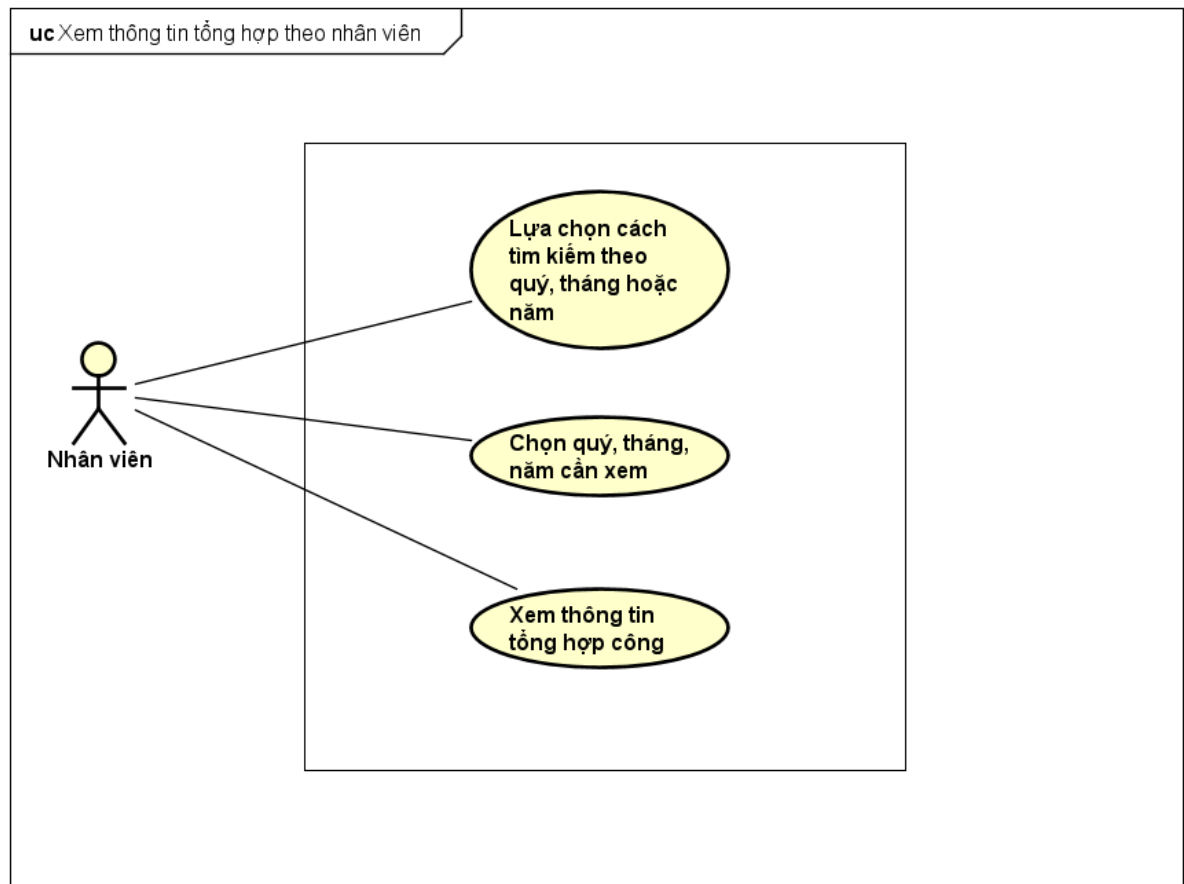 uc Xem thông tin tổng hợp theo nhân viên
Lựa chọn cách
tìm kiếm theo
quý, tháng hoặc
năm
Nhân viên
Chọn quý, tháng,
năm cần xem
Xem thông tin
tổng hợp công